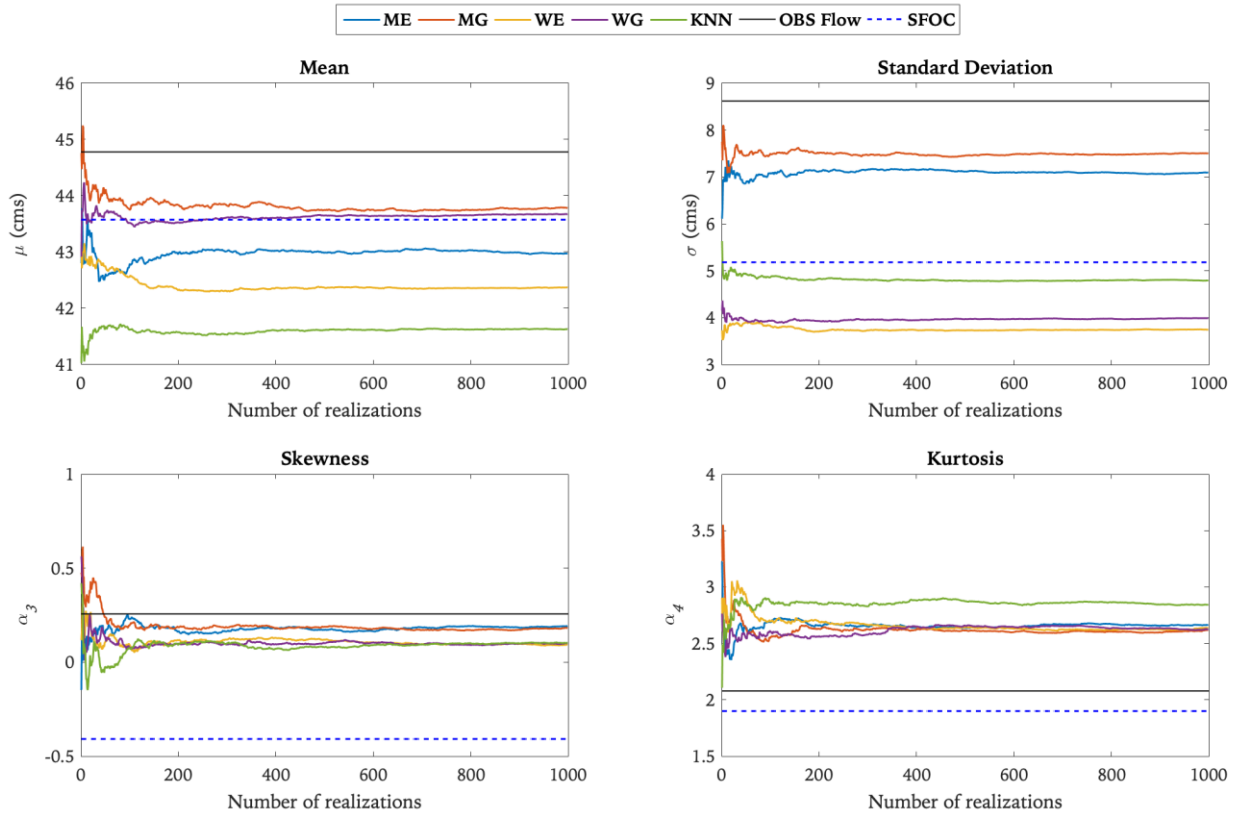 ME MG WE WG KNN OBS Flow SFOC
Mean
46
45
44
43
42
41
μ (cms)
0 200 400 600 800 1000
Number of realizations
Standard Deviation
9
8
7
6
5
4
3
σ (cms)
0 200 400 600 800 1000
Number of realizations
Skewness
1
0.5
0
-0.5
α3
0 200 400 600 800 1000
Number of realizations
Kurtosis
4
3.5
3
2.5
2
1.5
α4
0 200 400 600 800 1000
Number of realizations